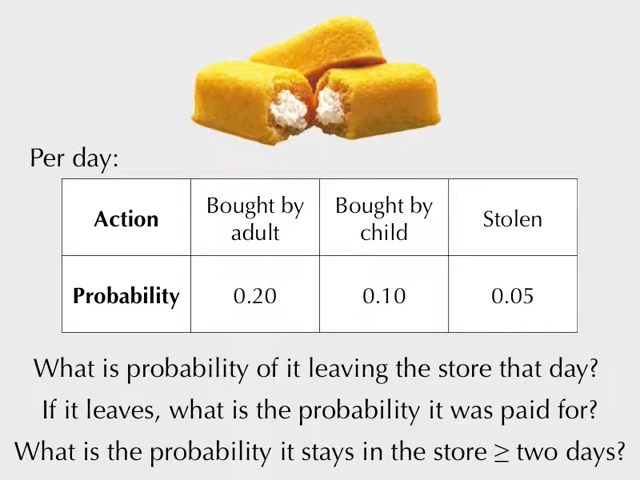 Per day:
Action
Bought by adult
Bought by child
Stolen
Probability
0.20
0.10
0.05
What is probability of it leaving the store that day?
If it leaves, what is the probability it was paid for?
What is the probability it stays in the store ≥ two days?